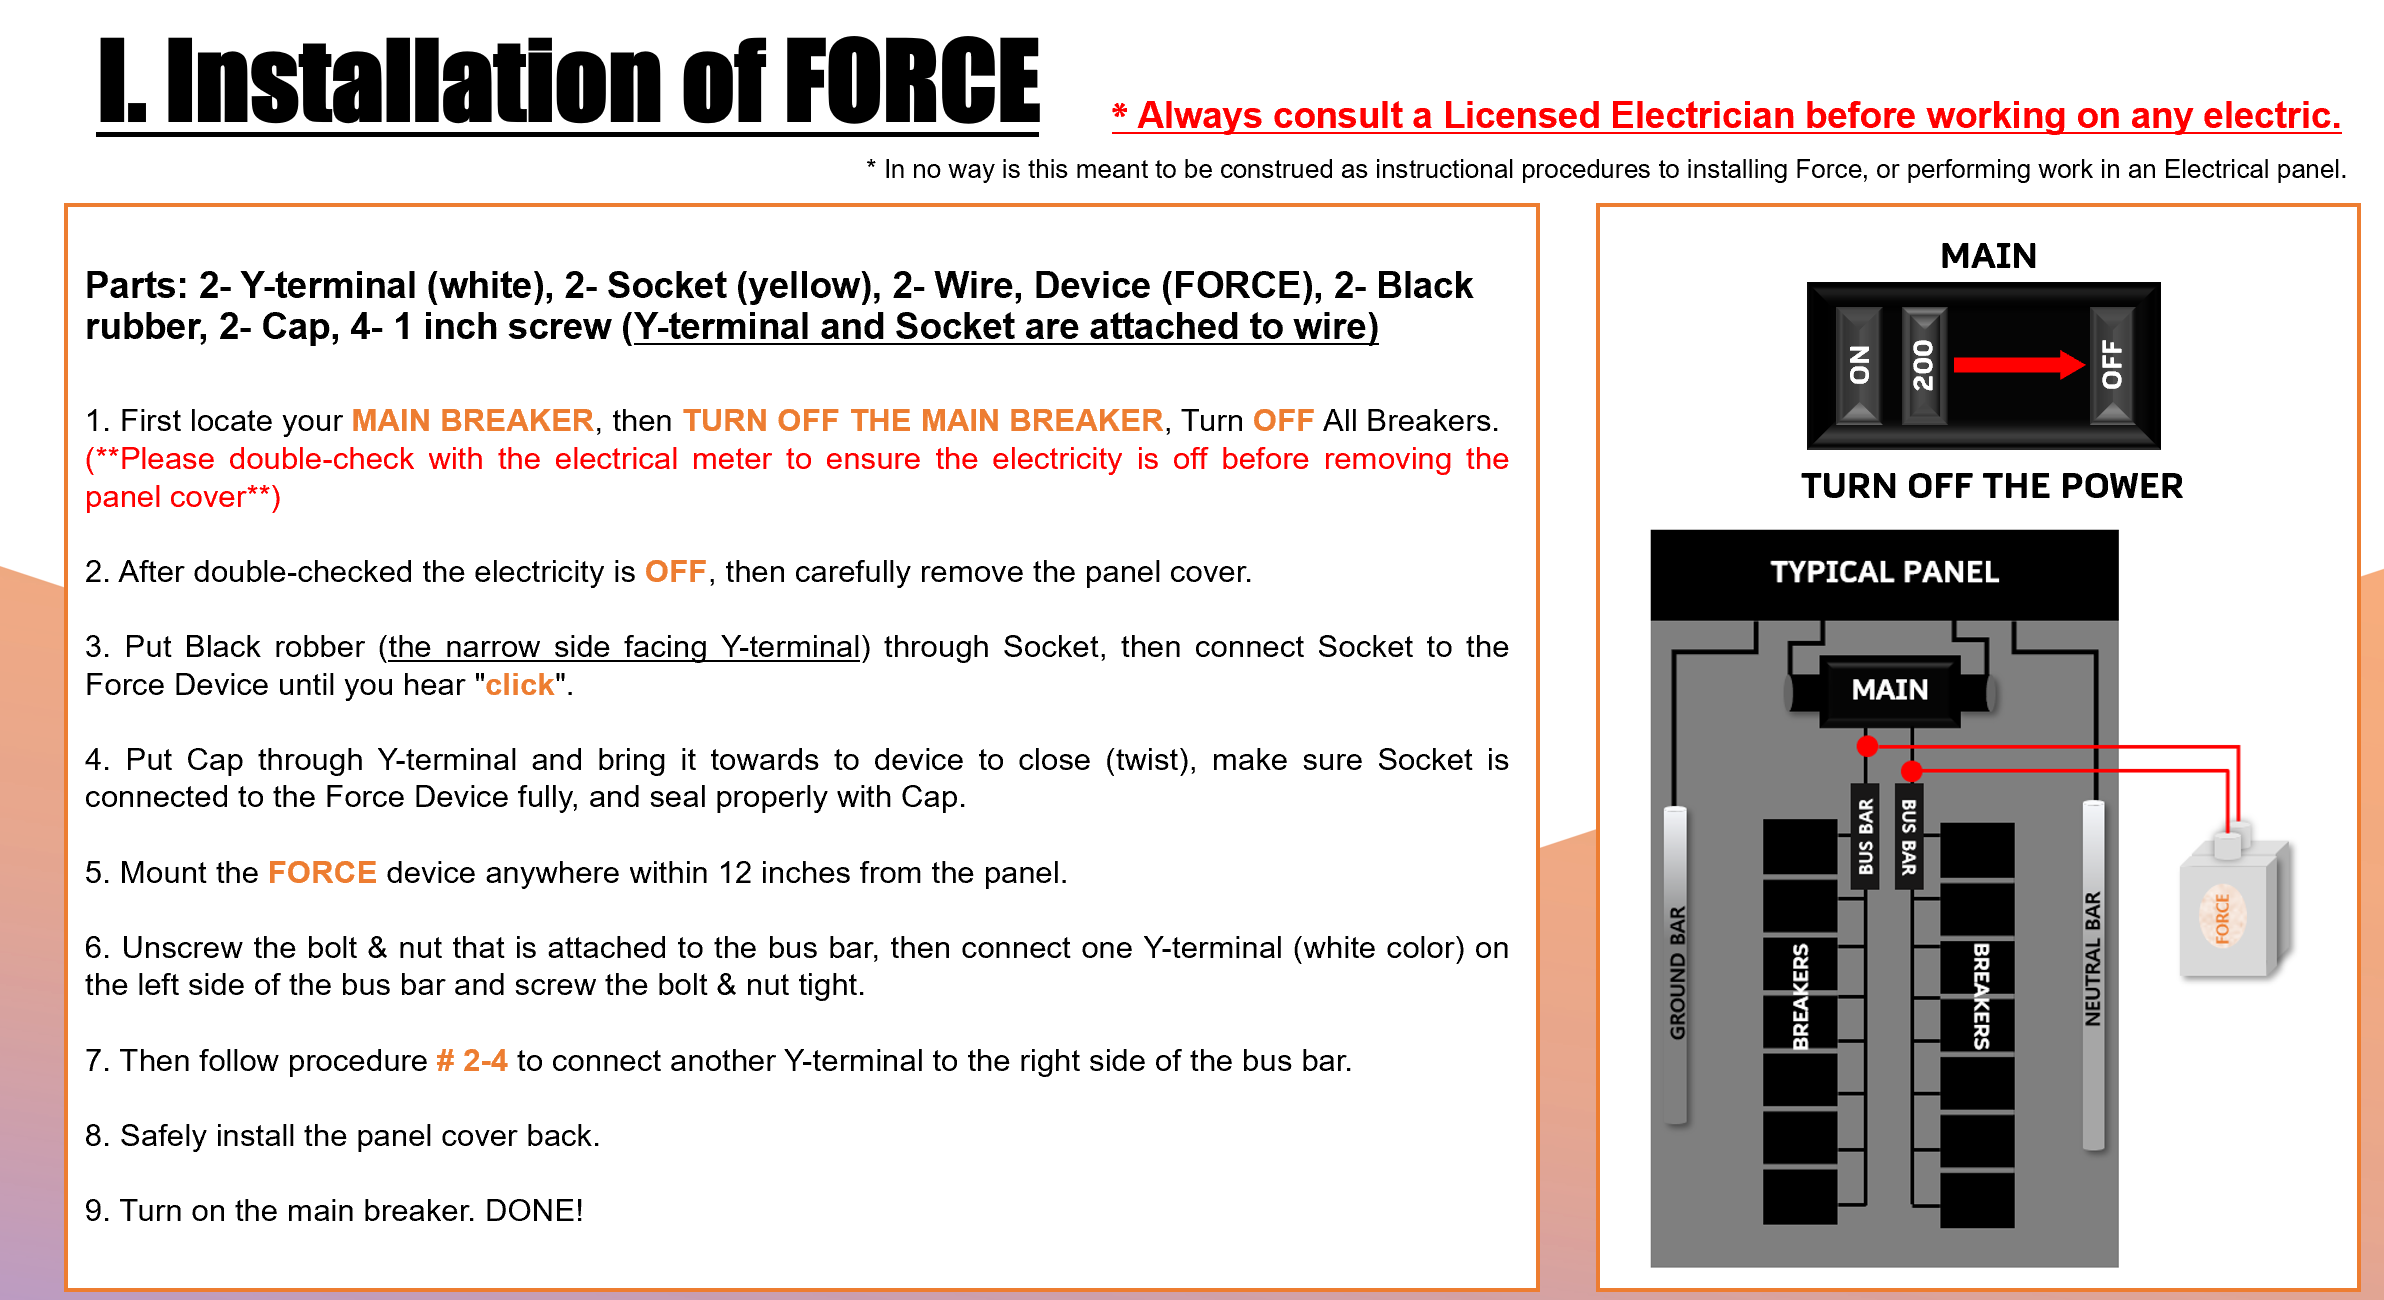 I. Installation of FORCE
* Always consult a Licensed Electrician before working on any electric.
* In no way is this meant to be construed as instructional procedures to installing Force, or performing work in an Electrical panel.
Parts: 2- Y-terminal (white), 2- Socket (yellow), 2- Wire, Device (FORCE), 2- Black
rubber, 2- Cap, 4- 1 inch screw (Y-terminal and Socket are attached to wire)
1. First locate your MAIN BREAKER, then TURN OFF THE MAIN BREAKER, Turn OFF All Breakers.
(**Please double-check with the electrical meter to ensure the electricity is off before removing the
panel cover**)
2. After double-checked the electricity is OFF, then carefully remove the panel cover.
3. Put Black robber (the narrow side facing Y-terminal) through Socket, then connect Socket to the
Force Device until you hear "click".
4. Put Cap through Y-terminal and bring it towards to device to close (twist), make sure Socket is
connected to the Force Device fully, and seal properly with Cap.
5. Mount the FORCE device anywhere within 12 inches from the panel.
6. Unscrew the bolt & nut that is attached to the bus bar, then connect one Y-terminal (white color) on
the left side of the bus bar and screw the bolt & nut tight.
7. Then follow procedure # 2-4 to connect another Y-terminal to the right side of the bus bar.
8. Safely install the panel cover back.
9. Turn on the main breaker. DONE!
MAIN
ON
200
OFF
TURN OFF THE POWER
TYPICAL PANEL
MAIN
BUS BAR
BUS BAR
GROUND BAR
BREAKERS
BREAKERS
NEUTRAL BAR
FORCE